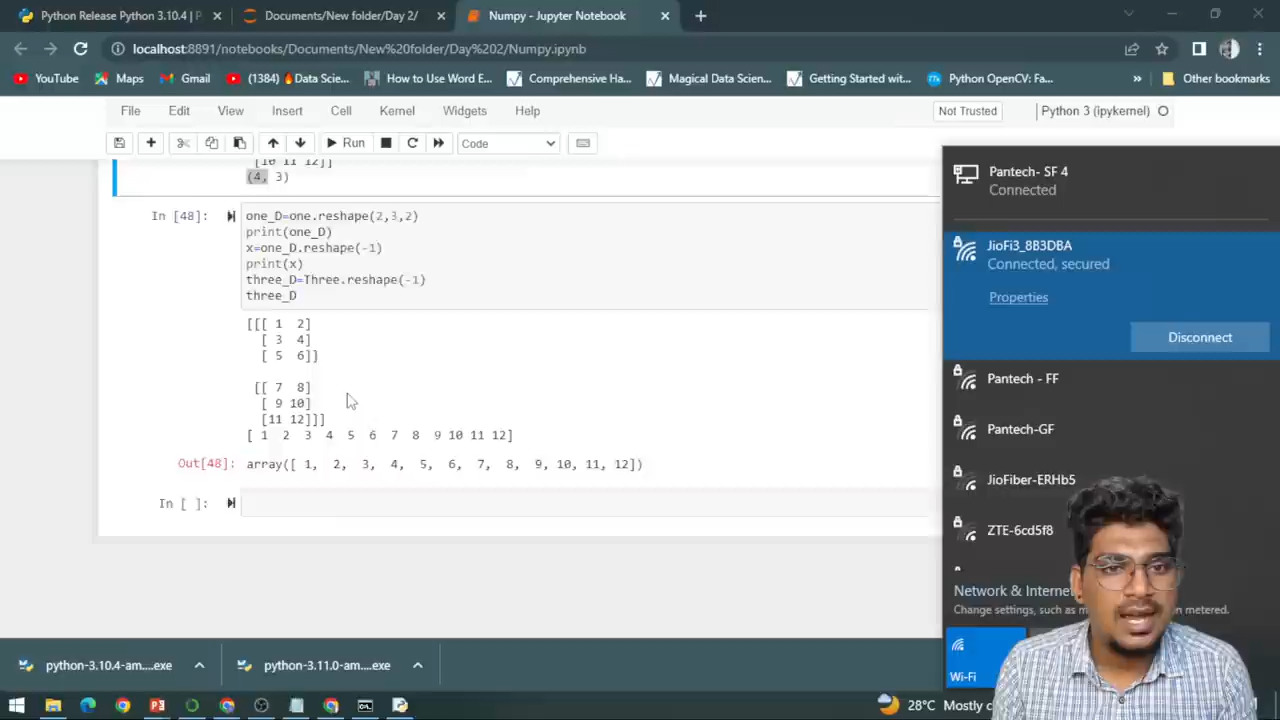 Python Release Python 3.10.4 |
Documents/New folder/Day 2/
Numpy - Jupyter Notebook
localhost:8891/notebooks/Documents/New%20folder/Day%202/Numpy.ipynb
YouTube
Maps
Gmail
(1384) 🔥Data Scie...
How to Use Word E...
Comprehensive Ha...
Magical Data Scien...
Getting Started wit...
Python OpenCV: Fa...
»
Other bookmarks
File Edit View Insert Cell Kernel Widgets Help
Not Trusted
Python 3 (ipykernel)
Run
Code
[10 11 12]]
(4, 3)
In [48]:
one_D=one.reshape(2,3,2)
print(one_D)
x=one_D.reshape(-1)
print(x)
three_D=Three.reshape(-1)
three_D
[[[ 1  2]
[ 3  4]
[ 5  6]]
[[ 7  8]
[ 9 10]
[11 12]]]
[ 1  2  3  4  5  6  7  8  9 10 11 12]
Out[48]: array([ 1,  2,  3,  4,  5,  6,  7,  8,  9, 10, 11, 12])
In [ ]:
Pantech- SF 4
Connected
JioFi3_8B3DBA
Connected, secured
Properties
Disconnect
Pantech - FF
Pantech-GF
JioFiber-ERHb5
ZTE-6cd5f8
Network & Internet
Change settings, such as m
n metered.
Wi-Fi
python-3.10.4-am....exe
python-3.11.0-am....exe
28°C Mostly c